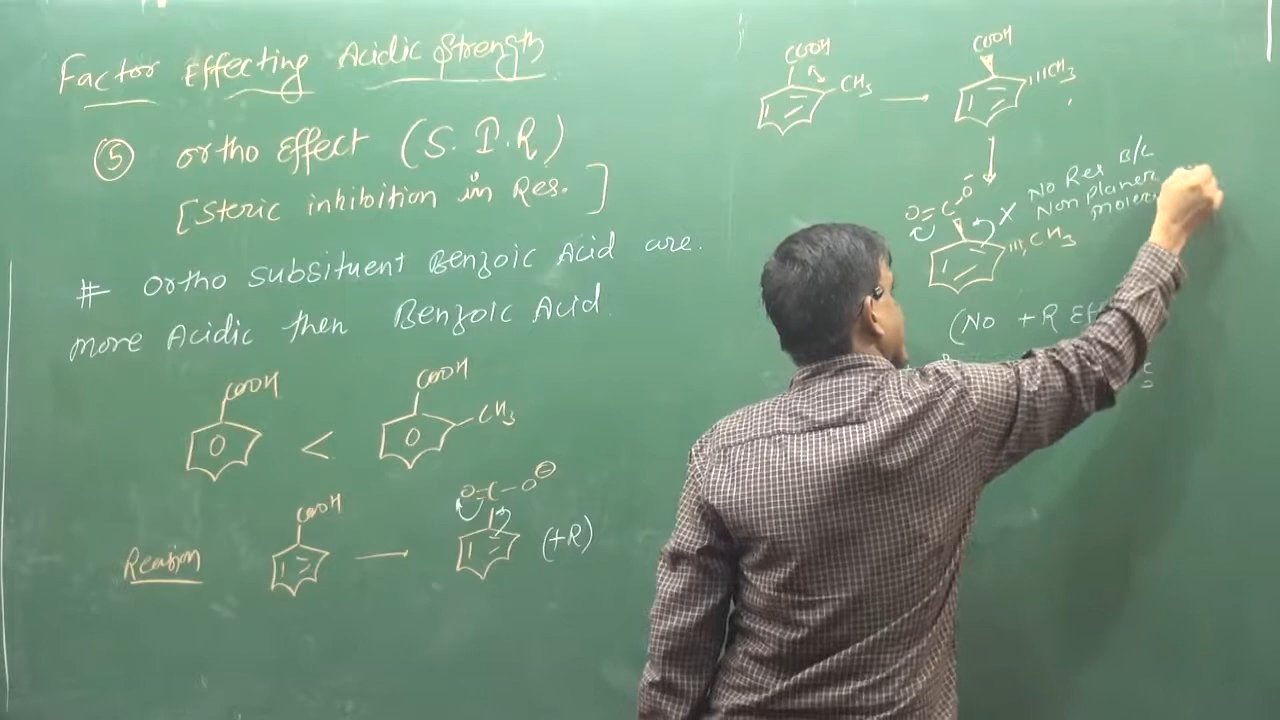 Factor Effecting Acidic Strength
⑤ ortho Effect (S.I.R)
[Steric inhibition in Res.]
# Ortho subsituent Benzoic Acid are.
more Acidic then Benzoic Acid.
COOH
COOH
< CH3
Reason
COOH
O=C-O⊖
(+R)
COOH
CH3
COOH
CH3
O=C-O-
X No Res B/C
Non Planer
CH3
(No +R